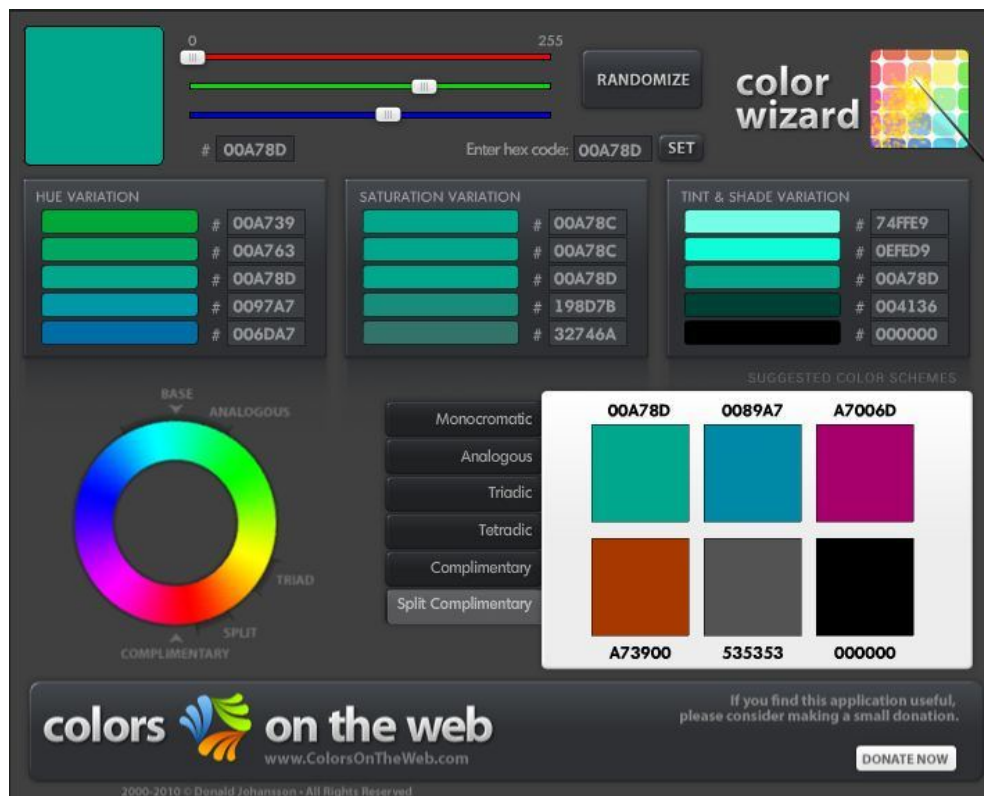 0 255
RANDOMIZE
color
wizard
# 00A78D
Enter hex code: 00A78D SET
HUE VARIATION
# 00A739
# 00A763
# 00A78D
# 0097A7
# 006DA7
SATURATION VARIATION
# 00A78C
# 00A78C
# 00A78D
# 198D7B
# 32746A
TINT & SHADE VARIATION
# 74FFE9
# 0EFED9
# 00A78D
# 004136
# 000000
SUGGESTED COLOR SCHEMES
BASE
ANALOGOUS
TRIAD
SPLIT
COMPLIMENTARY
Monocromatic
Analogous
Triadic
Tetradic
Complimentary
Split Complimentary
00A78D 0089A7 A7006D
A73900 535353 000000
colors on the web
www.ColorsOnTheWeb.com
If you find this application useful,
please consider making a small donation.
DONATE NOW
2000-2010 © Donald Johansson - All Rights Reserved